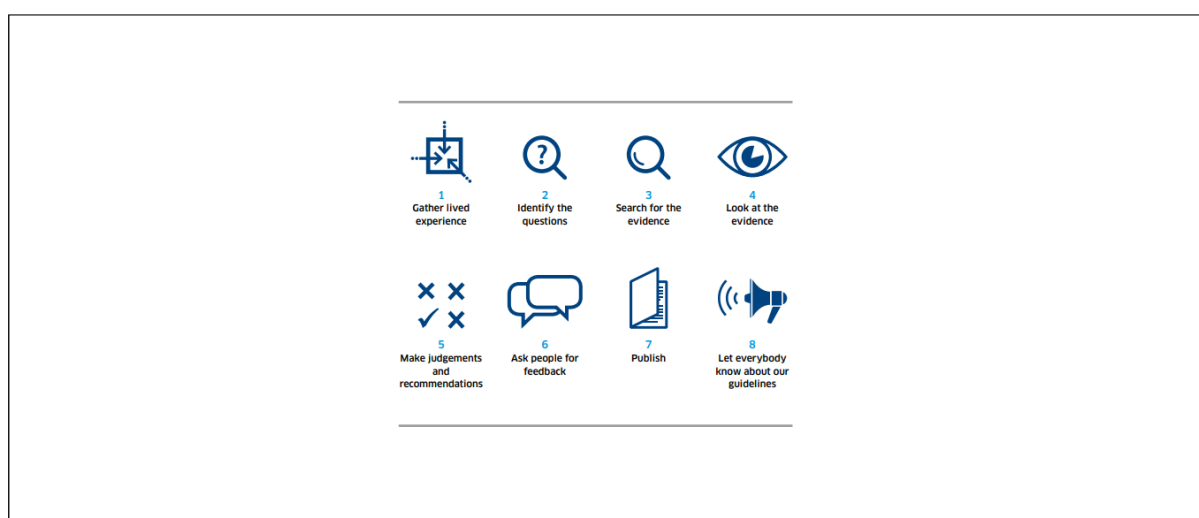 ?
1
Gather lived
experience
2
Identify the
questions
3
Search for the
evidence
4
Look at the
evidence
5
Make judgements
and
recommendations
6
Ask people for
feedback
7
Publish
8
Let everybody
know about our
guidelines